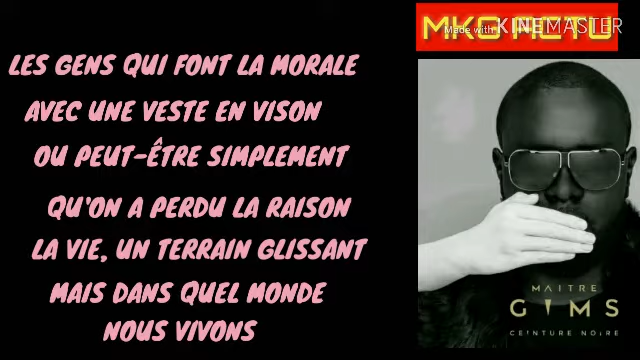 LES GENS QUI FONT LA MORALE
AVEC UNE VESTE EN VISON
OU PEUT-ÊTRE SIMPLEMENT
QU'ON A PERDU LA RAISON
LA VIE, UN TERRAIN GLISSANT
MAIS DANS QUEL MONDE
NOUS VIVONS
MKG ACTU
Made with KINEMASTER
MAITRE
GIMS
CEINTURE NOIRE